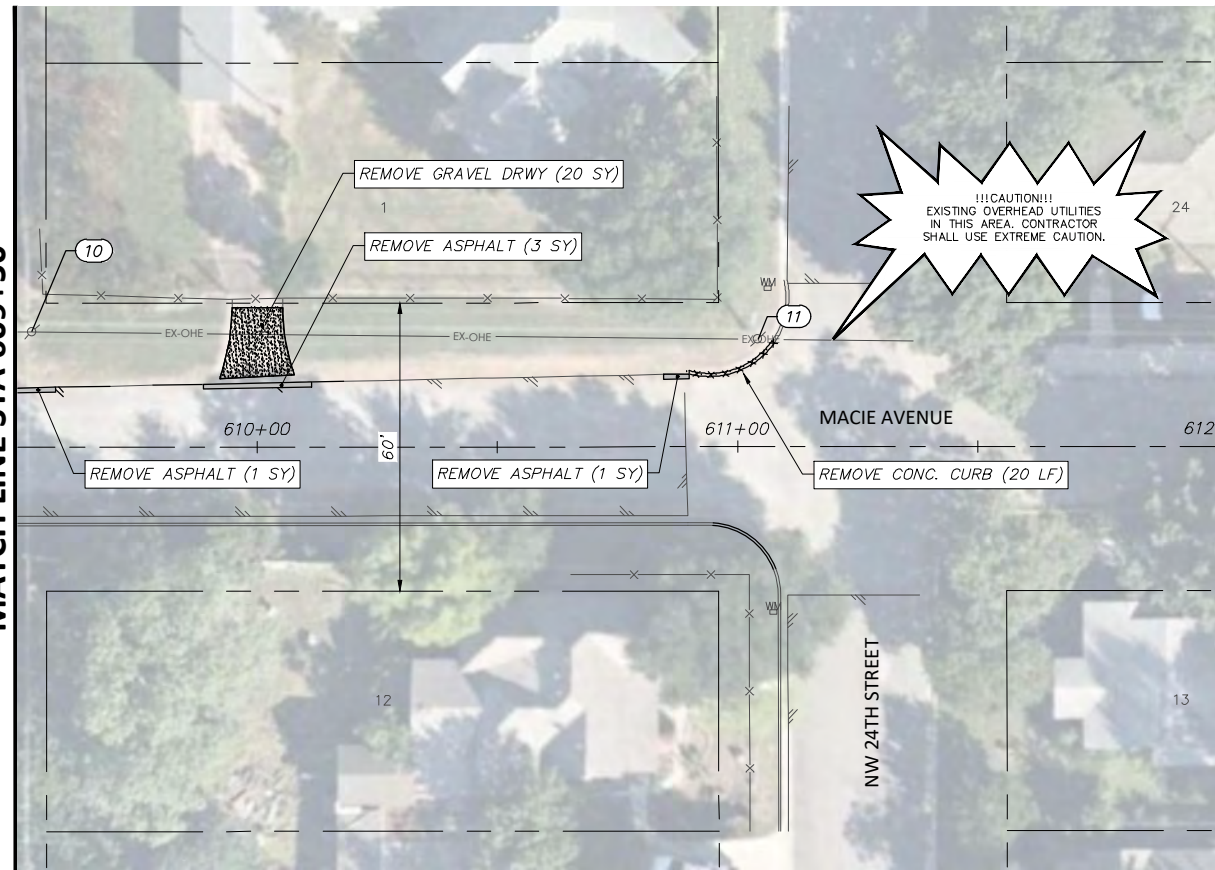 REMOVE GRAVEL DRWY (20 SY)
1
!!!CAUTION!!!
EXISTING OVERHEAD UTILITIES
IN THIS AREA. CONTRACTOR
SHALL USE EXTREME CAUTION.
24
10
REMOVE ASPHALT (3 SY)
WM
11
EX-OHE
EX-OHE
EX-OHE
610+00
60'
611+00
MACIE AVENUE
612
REMOVE ASPHALT (1 SY)
REMOVE ASPHALT (1 SY)
REMOVE CONC. CURB (20 LF)
WM
12
NW 24TH STREET
13
MATCH LINE STA